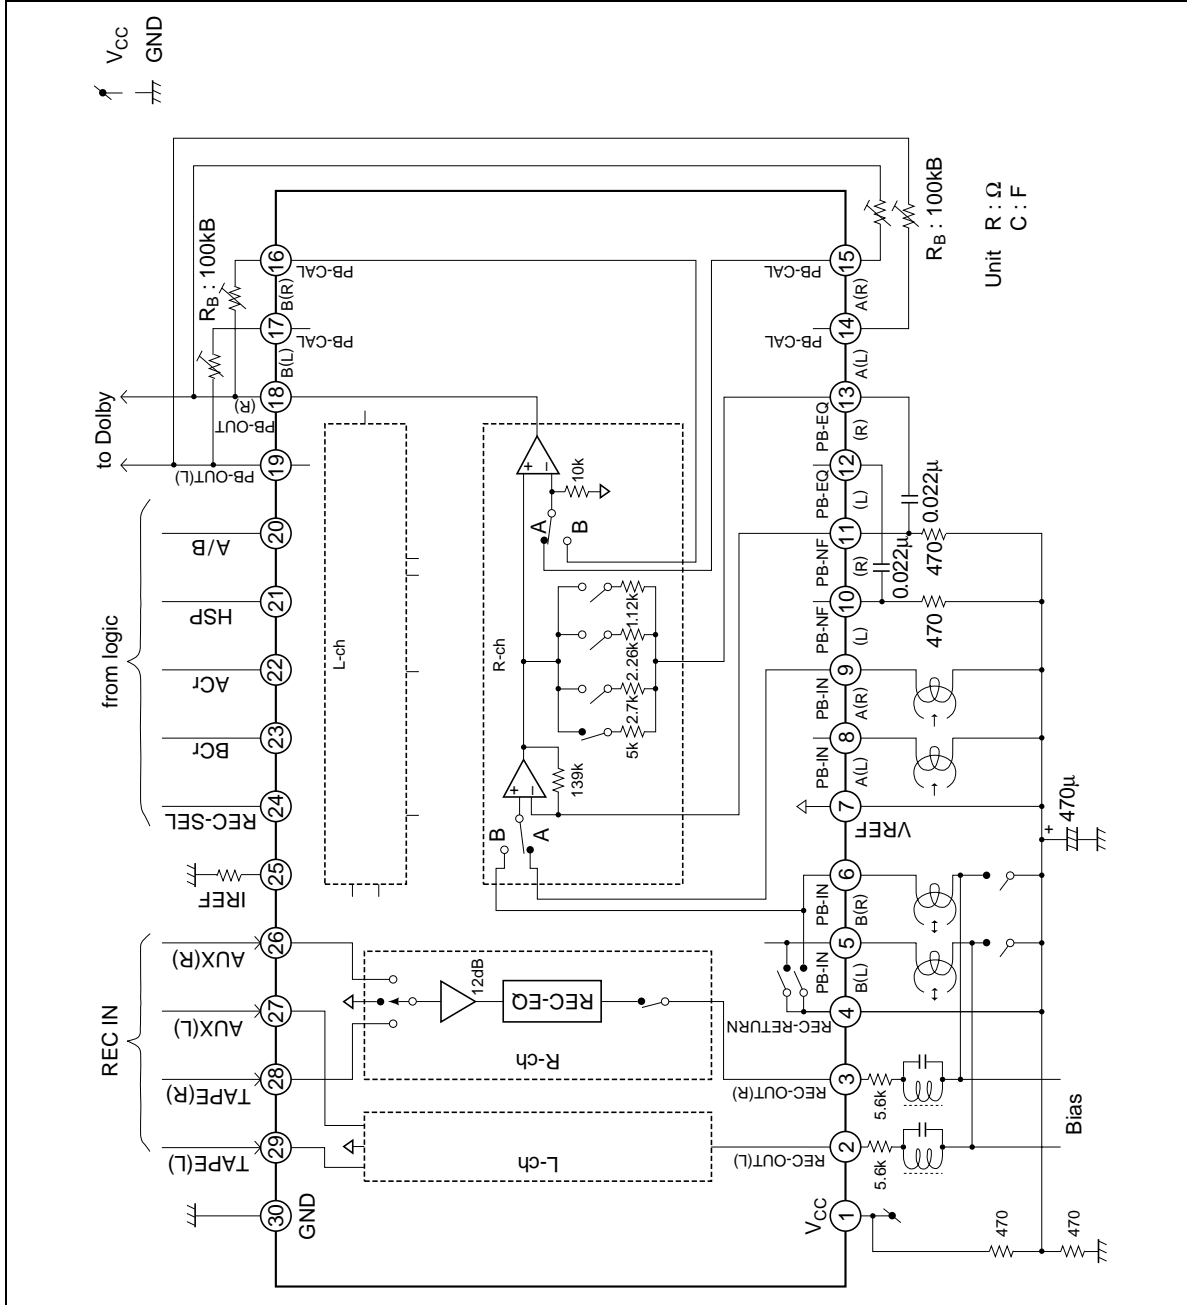 V_CC
GND
R_B : 100kB
to Dolby
from logic
REC IN
16
PB-CAL
B(R)
17
PB-CAL
B(L)
18
PB-OUT
(R)
19
PB-OUT(L)
20
A/B
21
HSP
22
ACr
23
BCr
24
REC-SEL
25
IREF
26
AUX(R)
27
AUX(L)
28
TAPE(R)
29
TAPE(L)
30
GND
L-ch
R-ch
+
−
10k
A
B
1.12k
2.26k
2.7k
5k
+
−
139k
B
A
12dB
REC-EQ
R-ch
L-ch
15
PB-CAL
A(R)
14
PB-CAL
A(L)
13
PB-EQ
(R)
12
PB-EQ
(L)
11
PB-NF
(R)
10
PB-NF
(L)
9
PB-IN
A(R)
8
PB-IN
A(L)
7
VREF
6
PB-IN
B(R)
5
PB-IN
B(L)
4
REC-RETURN
3
REC-OUT(R)
2
REC-OUT(L)
1
V_CC
R_B : 100kB
Unit R : Ω
C : F
0.022μ
0.022μ
470
470
+
470μ
5.6k
5.6k
Bias
470
470